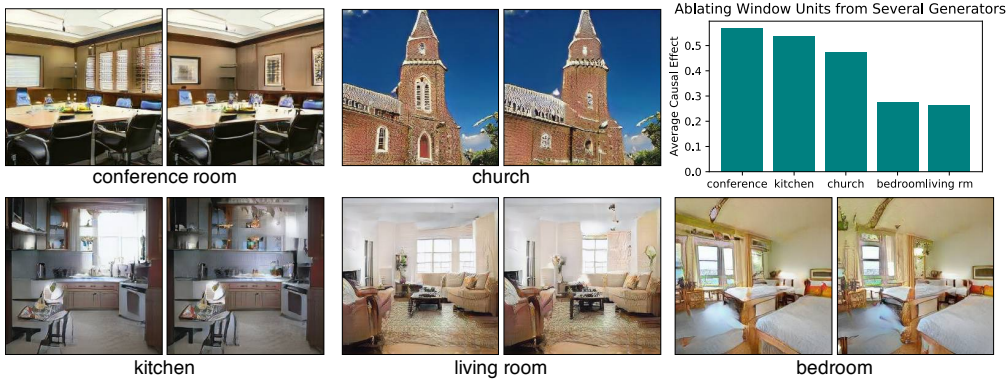 Ablating Window Units from Several Generators
Average Causal Effect
0.5
0.4
0.3
0.2
0.1
0.0
conference kitchen church bedroom living rm
conference room
church
kitchen
living room
bedroom